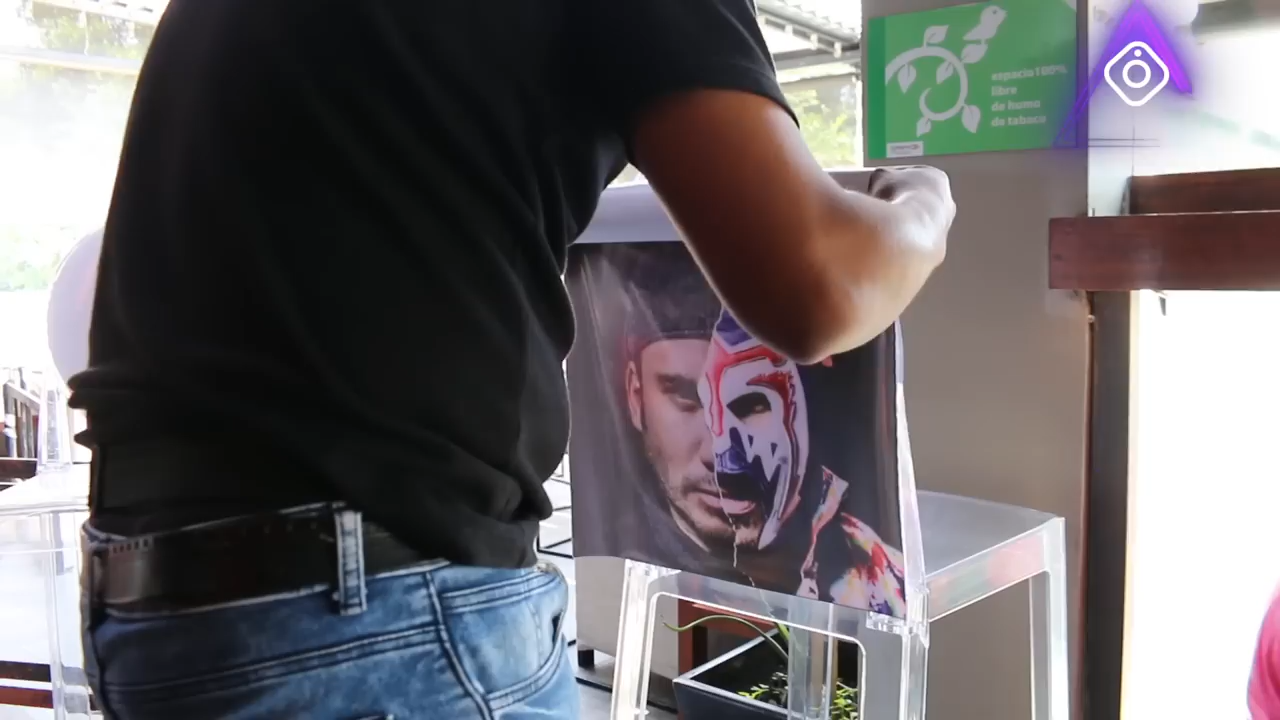 espacio 100%
libre
de humo
de tabaco